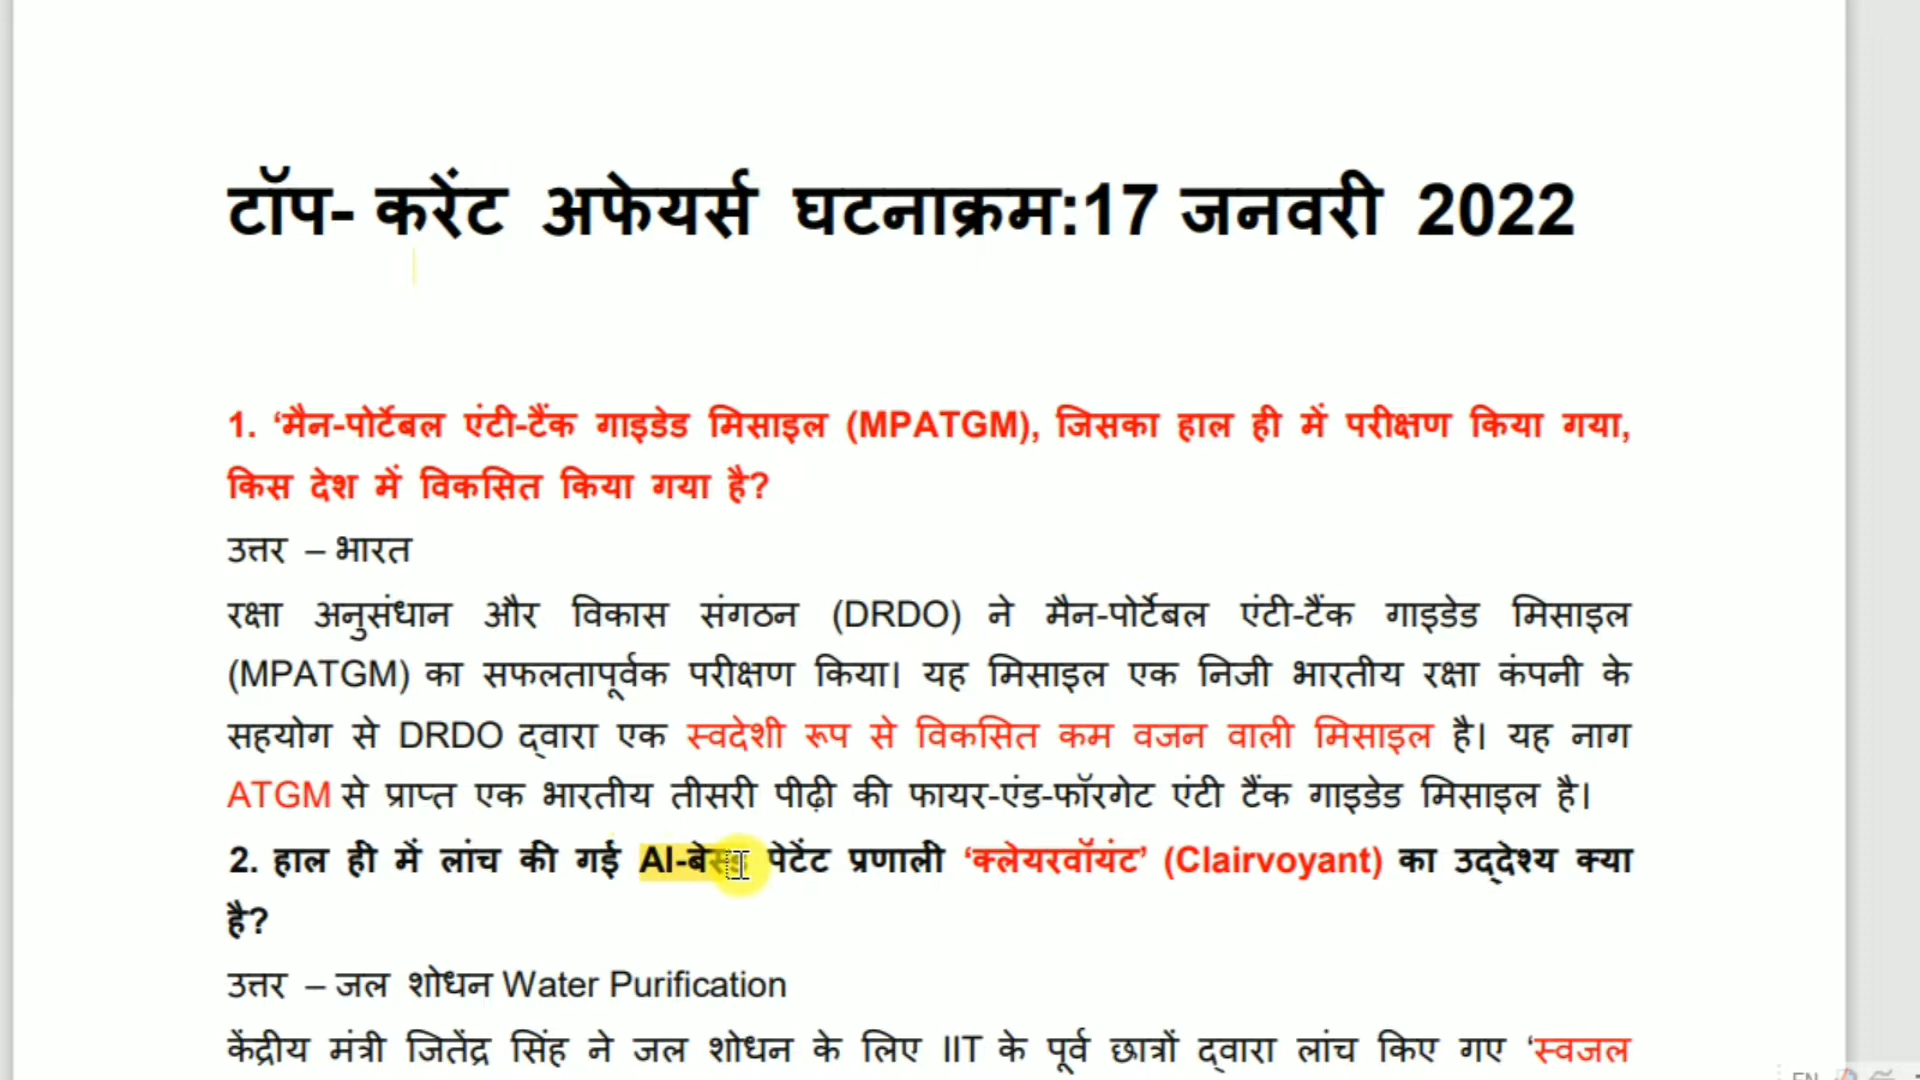 टॉप- करेंट अफेयर्स घटनाक्रम:17 जनवरी 2022
1. ‘मैन-पोर्टेबल एंटी-टैंक गाइडेड मिसाइल (MPATGM), जिसका हाल ही में परीक्षण किया गया,
किस देश में विकसित किया गया है?
उत्तर – भारत
रक्षा अनुसंधान और विकास संगठन (DRDO) ने मैन-पोर्टेबल एंटी-टैंक गाइडेड मिसाइल
(MPATGM) का सफलतापूर्वक परीक्षण किया। यह मिसाइल एक निजी भारतीय रक्षा कंपनी के
सहयोग से DRDO द्वारा एक स्वदेशी रूप से विकसित कम वजन वाली मिसाइल है। यह नाग
ATGM से प्राप्त एक भारतीय तीसरी पीढ़ी की फायर-एंड-फॉरगेट एंटी टैंक गाइडेड मिसाइल है।
2. हाल ही में लांच की गई AI-बेस्ड पेटेंट प्रणाली ‘क्लेयरवॉयंट’ (Clairvoyant) का उद्देश्य क्या
है?
उत्तर – जल शोधन Water Purification
केंद्रीय मंत्री जितेंद्र सिंह ने जल शोधन के लिए IIT के पूर्व छात्रों द्वारा लांच किए गए ‘स्वजल
EN